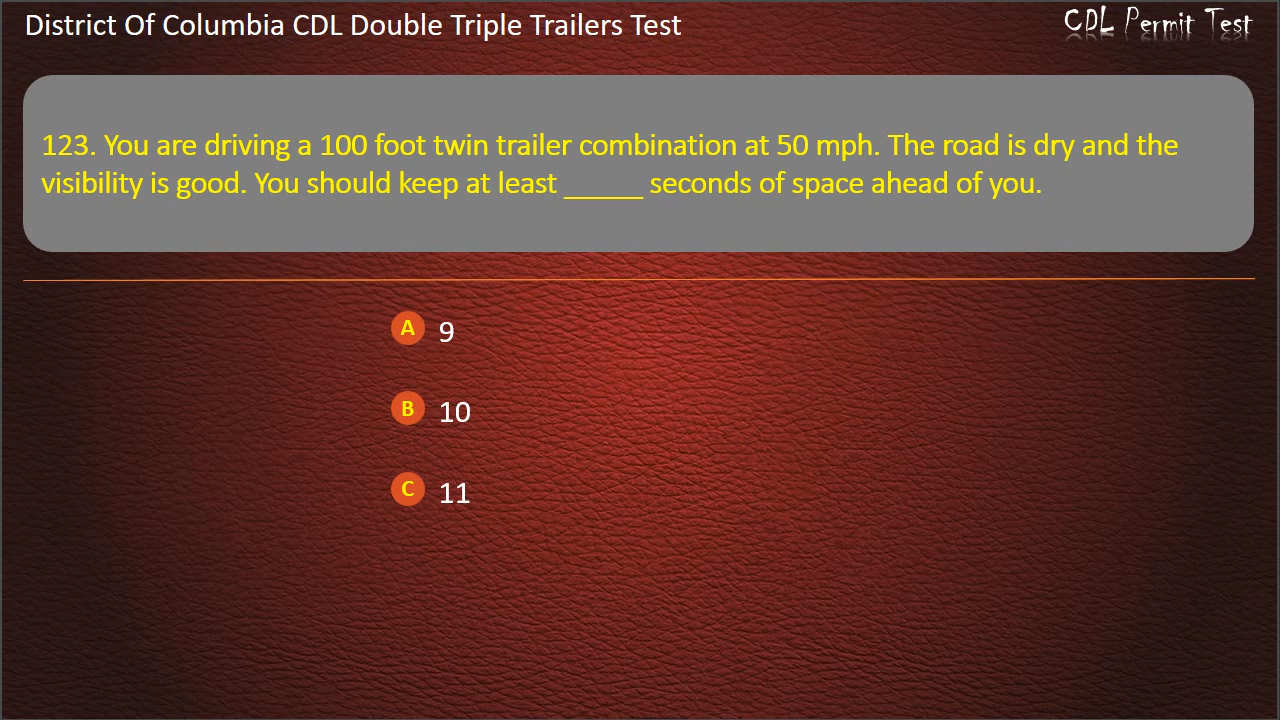 District Of Columbia CDL Double Triple Trailers Test
CDL Permit Test
123. You are driving a 100 foot twin trailer combination at 50 mph. The road is dry and the
visibility is good. You should keep at least _____ seconds of space ahead of you.
A 9
B 10
C 11